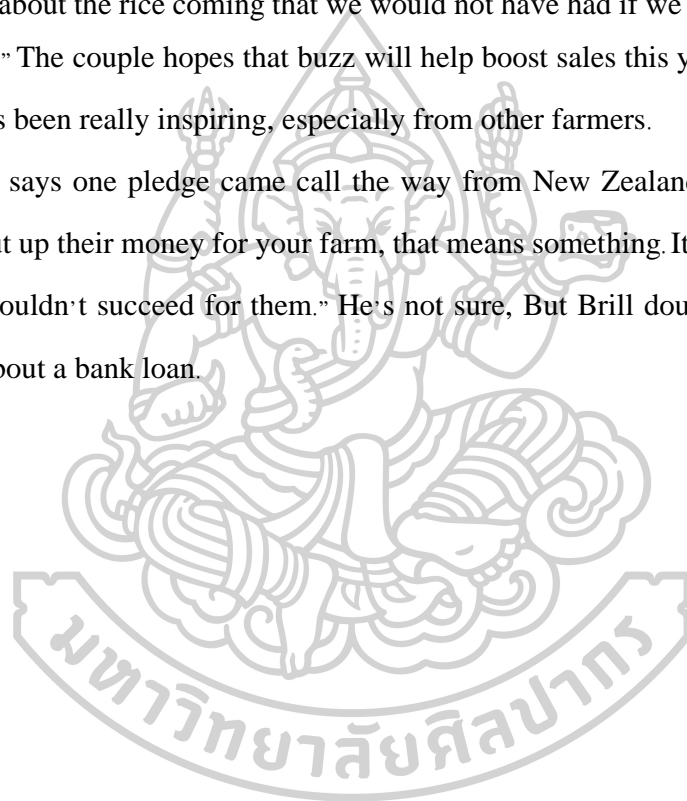 about the rice coming that we would not have had if we
.” The couple hopes that buzz will help boost sales this y
s been really inspiring, especially from other farmers.
says one pledge came call the way from New Zealand
ut up their money for your farm, that means something. It
ouldn’t succeed for them.” He’s not sure, But Brill dou
bout a bank loan.
มหาวิทยาลัยศิลปากร